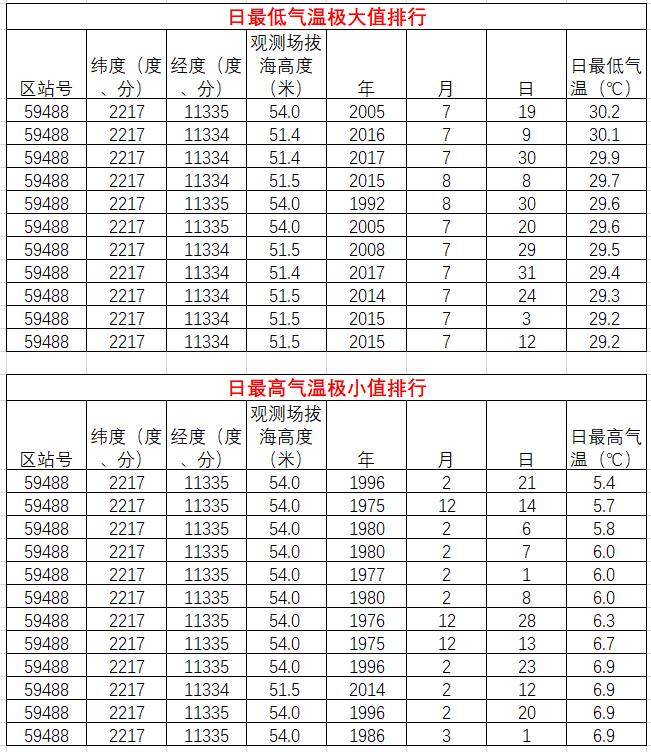 日最低气温极大值排行
区站号 纬度（度、分） 经度（度、分） 观测场拔海高度（米） 年 月 日 日最低气温（℃）
59488 2217 11335 54.0 2005 7 19 30.2
59488 2217 11334 51.4 2016 7 9 30.1
59488 2217 11334 51.4 2017 7 30 29.9
59488 2217 11334 51.5 2015 8 8 29.7
59488 2217 11335 54.0 1992 8 30 29.6
59488 2217 11335 54.0 2005 7 20 29.6
59488 2217 11334 51.5 2008 7 29 29.5
59488 2217 11334 51.4 2017 7 31 29.4
59488 2217 11334 51.5 2014 7 24 29.3
59488 2217 11334 51.5 2015 7 3 29.2
59488 2217 11334 51.5 2015 7 12 29.2
日最高气温极小值排行
区站号 纬度（度、分） 经度（度、分） 观测场拔海高度（米） 年 月 日 日最高气温（℃）
59488 2217 11335 54.0 1996 2 21 5.4
59488 2217 11335 54.0 1975 12 14 5.7
59488 2217 11335 54.0 1980 2 6 5.8
59488 2217 11335 54.0 1980 2 7 6.0
59488 2217 11335 54.0 1977 2 1 6.0
59488 2217 11335 54.0 1980 2 8 6.0
59488 2217 11335 54.0 1976 12 28 6.3
59488 2217 11335 54.0 1975 12 13 6.7
59488 2217 11335 54.0 1996 2 23 6.9
59488 2217 11334 51.5 2014 2 12 6.9
59488 2217 11335 54.0 1996 2 20 6.9
59488 2217 11335 54.0 1986 3 1 6.9